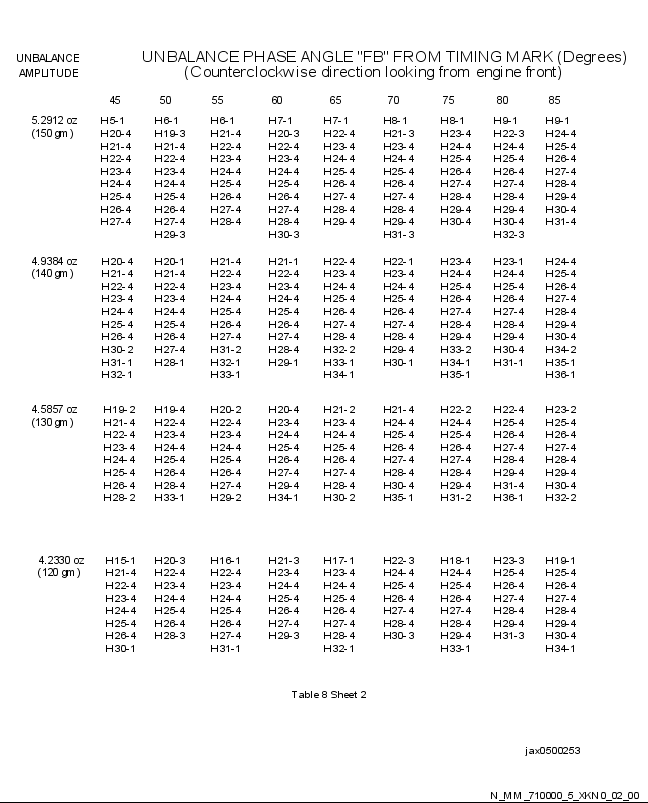 UNBALANCE PHASE ANGLE "FB" FROM TIMING MARK (Degrees)
UNBALANCE
AMPLITUDE (Counterclockwise direction looking from engine front)
45 50 55 60 65 70 75 80 85
5.2912 oz H5-1 H6-1 H6-1 H7-1 H7-1 H8-1 H8-1 H9-1 H9-1
(150 gm) H20-4 H19-3 H21-4 H20-3 H22-4 H21-3 H23-4 H22-3 H24-4
H21-4 H21-4 H22-4 H22-4 H23-4 H23-4 H24-4 H24-4 H25-4
H22-4 H22-4 H23-4 H23-4 H24-4 H24-4 H25-4 H25-4 H26-4
H23-4 H23-4 H24-4 H24-4 H25-4 H25-4 H26-4 H26-4 H27-4
H24-4 H24-4 H25-4 H25-4 H26-4 H26-4 H27-4 H27-4 H28-4
H25-4 H25-4 H26-4 H26-4 H27-4 H27-4 H28-4 H28-4 H29-4
H26-4 H26-4 H27-4 H27-4 H28-4 H28-4 H29-4 H29-4 H30-4
H27-4 H27-4 H28-4 H28-4 H29-4 H29-4 H30-4 H30-4 H31-4
H29-3 H30-3 H31-3 H32-3
4.9384 oz H20-4 H20-1 H21-4 H21-1 H22-4 H22-1 H23-4 H23-1 H24-4
(140 gm) H21-4 H21-4 H22-4 H22-4 H23-4 H23-4 H24-4 H24-4 H25-4
H22-4 H22-4 H23-4 H23-4 H24-4 H24-4 H25-4 H25-4 H26-4
H23-4 H23-4 H24-4 H24-4 H25-4 H25-4 H26-4 H26-4 H27-4
H24-4 H24-4 H25-4 H25-4 H26-4 H26-4 H27-4 H27-4 H28-4
H25-4 H25-4 H26-4 H26-4 H27-4 H27-4 H28-4 H28-4 H29-4
H26-4 H26-4 H27-4 H27-4 H28-4 H28-4 H29-4 H29-4 H30-4
H30-2 H27-4 H31-2 H28-4 H32-2 H29-4 H33-2 H30-4 H34-2
H31-1 H28-1 H32-1 H29-1 H33-1 H30-1 H34-1 H31-1 H35-1
H32-1 H33-1 H34-1 H35-1 H36-1
4.5857 oz H19-2 H19-4 H20-2 H20-4 H21-2 H21-4 H22-2 H22-4 H23-2
(130 gm) H21-4 H22-4 H22-4 H23-4 H23-4 H24-4 H24-4 H25-4 H25-4
H22-4 H23-4 H23-4 H24-4 H24-4 H25-4 H25-4 H26-4 H26-4
H23-4 H24-4 H24-4 H25-4 H25-4 H26-4 H26-4 H27-4 H27-4
H24-4 H25-4 H25-4 H26-4 H26-4 H27-4 H27-4 H28-4 H28-4
H25-4 H26-4 H26-4 H27-4 H27-4 H28-4 H28-4 H29-4 H29-4
H26-4 H28-4 H27-4 H29-4 H28-4 H30-4 H29-4 H31-4 H30-4
H28-2 H33-1 H29-2 H34-1 H30-2 H35-1 H31-2 H36-1 H32-2
4.2330 oz H15-1 H20-3 H16-1 H21-3 H17-1 H22-3 H18-1 H23-3 H19-1
(120 gm) H21-4 H22-4 H22-4 H23-4 H23-4 H24-4 H24-4 H25-4 H25-4
H22-4 H23-4 H23-4 H24-4 H24-4 H25-4 H25-4 H26-4 H26-4
H23-4 H24-4 H24-4 H25-4 H25-4 H26-4 H26-4 H27-4 H27-4
H24-4 H25-4 H25-4 H26-4 H26-4 H27-4 H27-4 H28-4 H28-4
H25-4 H26-4 H26-4 H27-4 H27-4 H28-4 H28-4 H29-4 H29-4
H26-4 H28-3 H27-4 H29-3 H28-4 H30-3 H29-4 H31-3 H30-4
H30-1 H31-1 H32-1 H33-1 H34-1
Table 8 Sheet 2
jax0500253
N_MM_710000_5_XKN0_02_00